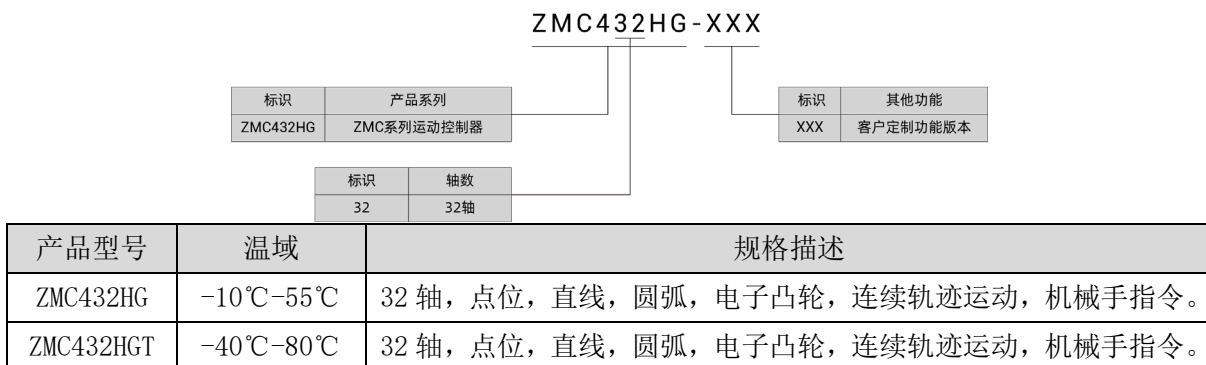 ZMC432HG-XXX
标识 产品系列
ZMC432HG ZMC系列运动控制器
标识 其他功能
XXX 客户定制功能版本
标识 轴数
32 32轴
产品型号 温域 规格描述
ZMC432HG -10℃-55℃ 32 轴，点位，直线，圆弧，电子凸轮，连续轨迹运动，机械手指令。
ZMC432HGT -40℃-80℃ 32 轴，点位，直线，圆弧，电子凸轮，连续轨迹运动，机械手指令。